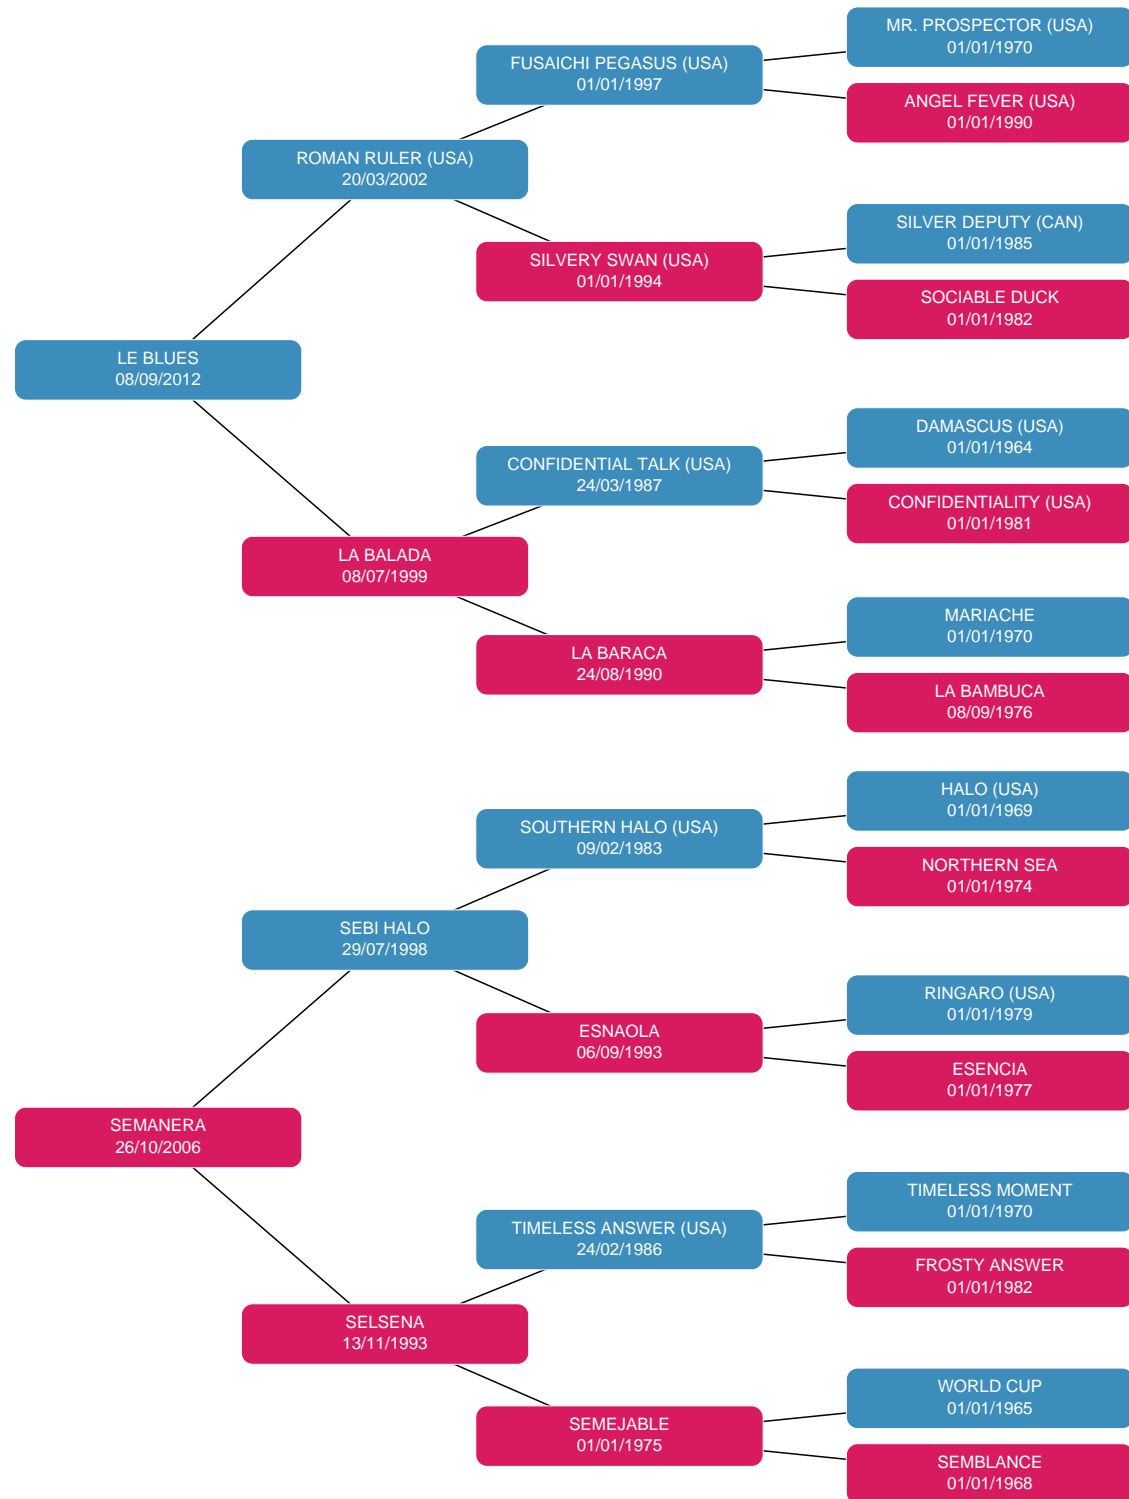 MR. PROSPECTOR (USA)
01/01/1970
FUSAICHI PEGASUS (USA)
01/01/1997
ANGEL FEVER (USA)
01/01/1990
ROMAN RULER (USA)
20/03/2002
SILVER DEPUTY (CAN)
01/01/1985
SILVERY SWAN (USA)
01/01/1994
SOCIABLE DUCK
01/01/1982
LE BLUES
08/09/2012
DAMASCUS (USA)
01/01/1964
CONFIDENTIAL TALK (USA)
24/03/1987
CONFIDENTIALITY (USA)
01/01/1981
LA BALADA
08/07/1999
MARIACHE
01/01/1970
LA BARACA
24/08/1990
LA BAMBUCA
08/09/1976
HALO (USA)
01/01/1969
SOUTHERN HALO (USA)
09/02/1983
NORTHERN SEA
01/01/1974
SEBI HALO
29/07/1998
RINGARO (USA)
01/01/1979
ESNAOLA
06/09/1993
ESENCIA
01/01/1977
SEMANERA
26/10/2006
TIMELESS MOMENT
01/01/1970
TIMELESS ANSWER (USA)
24/02/1986
FROSTY ANSWER
01/01/1982
SELSENA
13/11/1993
WORLD CUP
01/01/1965
SEMEJABLE
01/01/1975
SEMBLANCE
01/01/1968